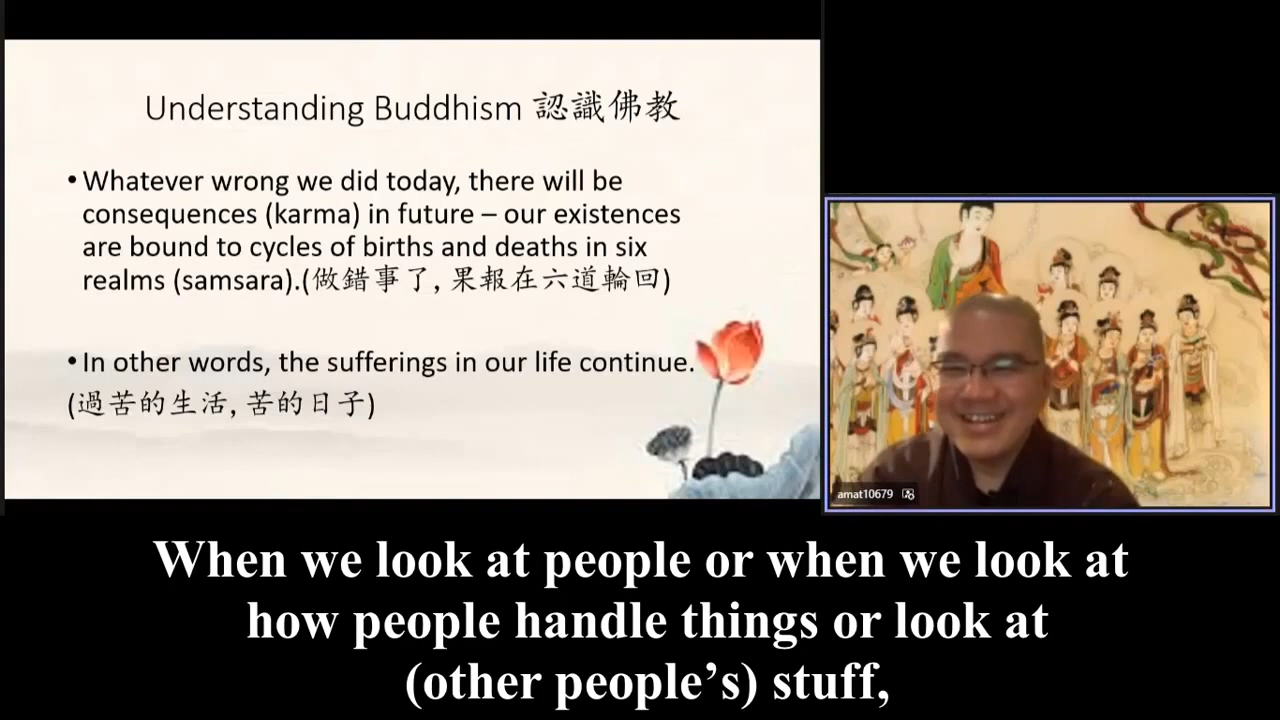 Understanding Buddhism 認識佛教
• Whatever wrong we did today, there will be
consequences (karma) in future – our existences
are bound to cycles of births and deaths in six
realms (samsara).(做錯事了, 果報在六道輪回)
• In other words, the sufferings in our life continue.
(過苦的生活, 苦的日子)
amat10679
When we look at people or when we look at
how people handle things or look at
(other people’s) stuff,